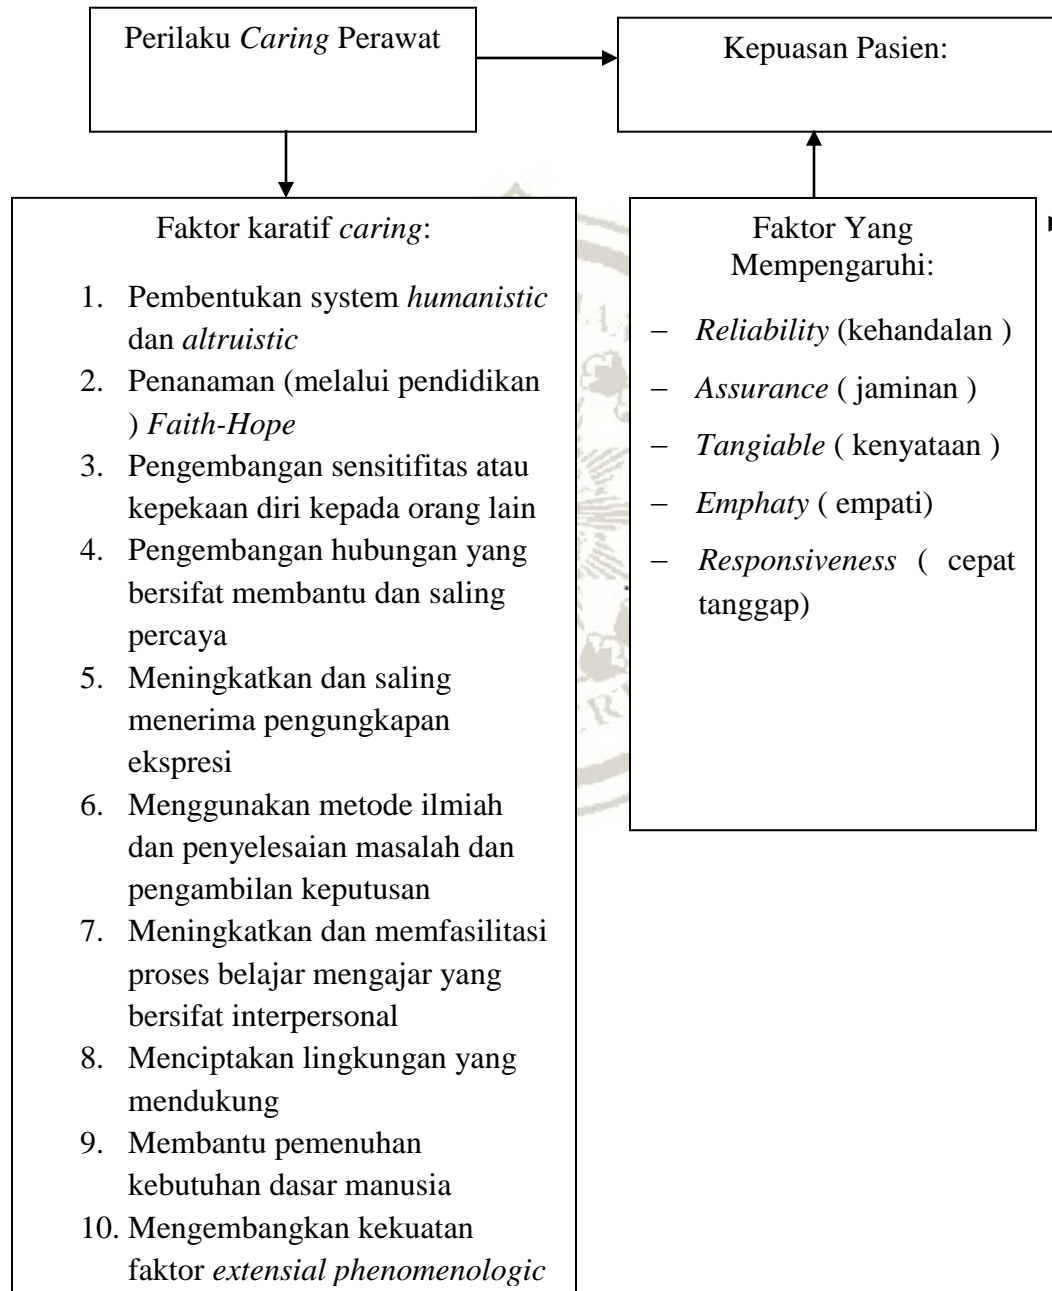 Perilaku Caring Perawat
Kepuasan Pasien:
Faktor karatif caring:
1. Pembentukan system humanistic
dan altruistic
2. Penanaman (melalui pendidikan
) Faith-Hope
3. Pengembangan sensitifitas atau
kepekaan diri kepada orang lain
4. Pengembangan hubungan yang
bersifat membantu dan saling
percaya
5. Meningkatkan dan saling
menerima pengungkapan
ekspresi
6. Menggunakan metode ilmiah
dan penyelesaian masalah dan
pengambilan keputusan
7. Meningkatkan dan memfasilitasi
proses belajar mengajar yang
bersifat interpersonal
8. Menciptakan lingkungan yang
mendukung
9. Membantu pemenuhan
kebutuhan dasar manusia
10. Mengembangkan kekuatan
faktor extensial phenomenologic
Faktor Yang
Mempengaruhi:
– Reliability (kehandalan )
– Assurance ( jaminan )
– Tangiable ( kenyataan )
– Emphaty ( empati)
– Responsiveness ( cepat
tanggap)